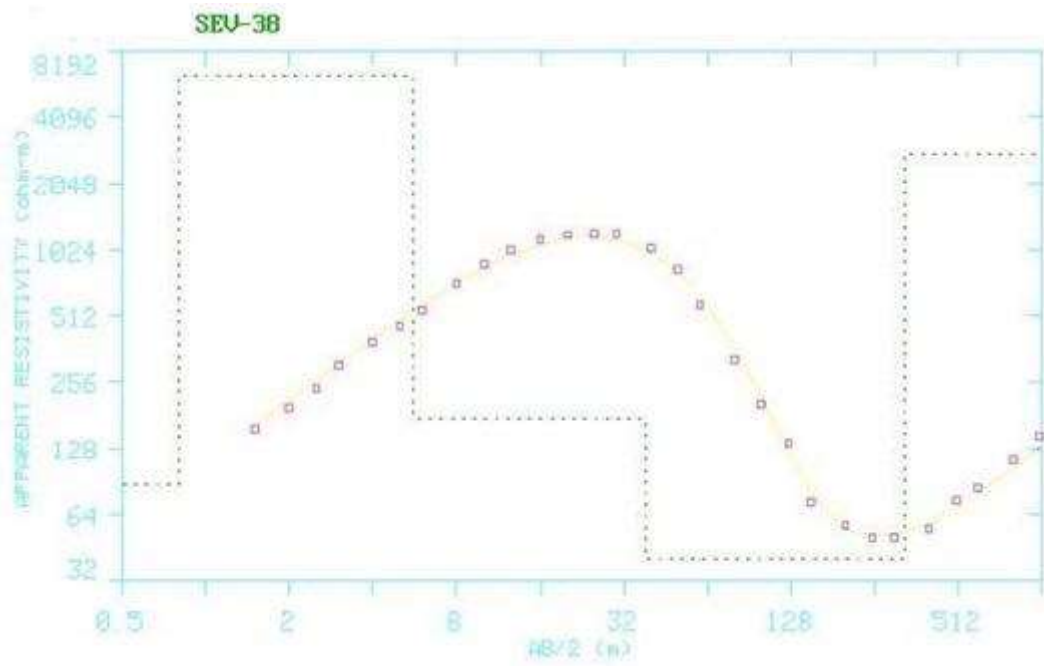 SEV-38
8192
4096
2048
1024
512
256
128
64
32
APPARENT RESISTIVITY (ohm-m)
0.5 2 8 32 128 512
AB/2 (m)